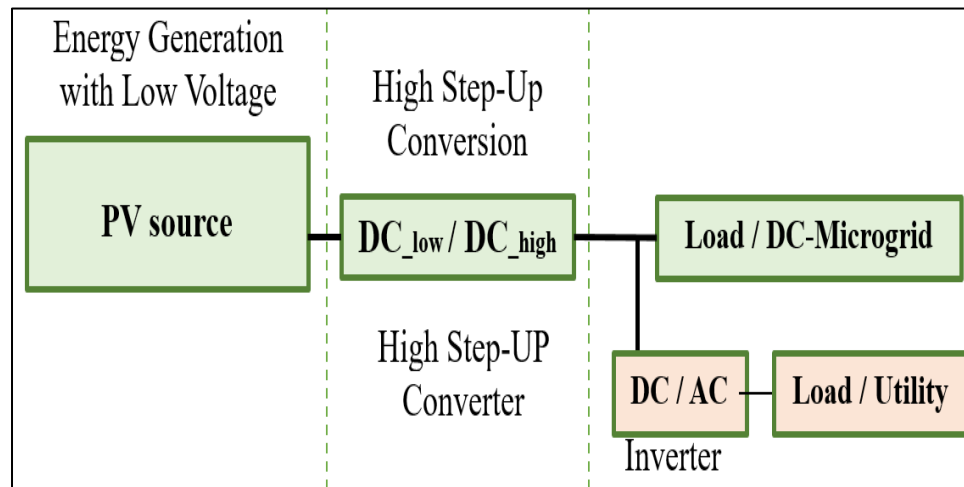 Energy Generation
with Low Voltage
PV source
High Step-Up
Conversion
DC_low / DC_high
High Step-UP
Converter
Load / DC-Microgrid
DC / AC
Inverter
Load / Utility